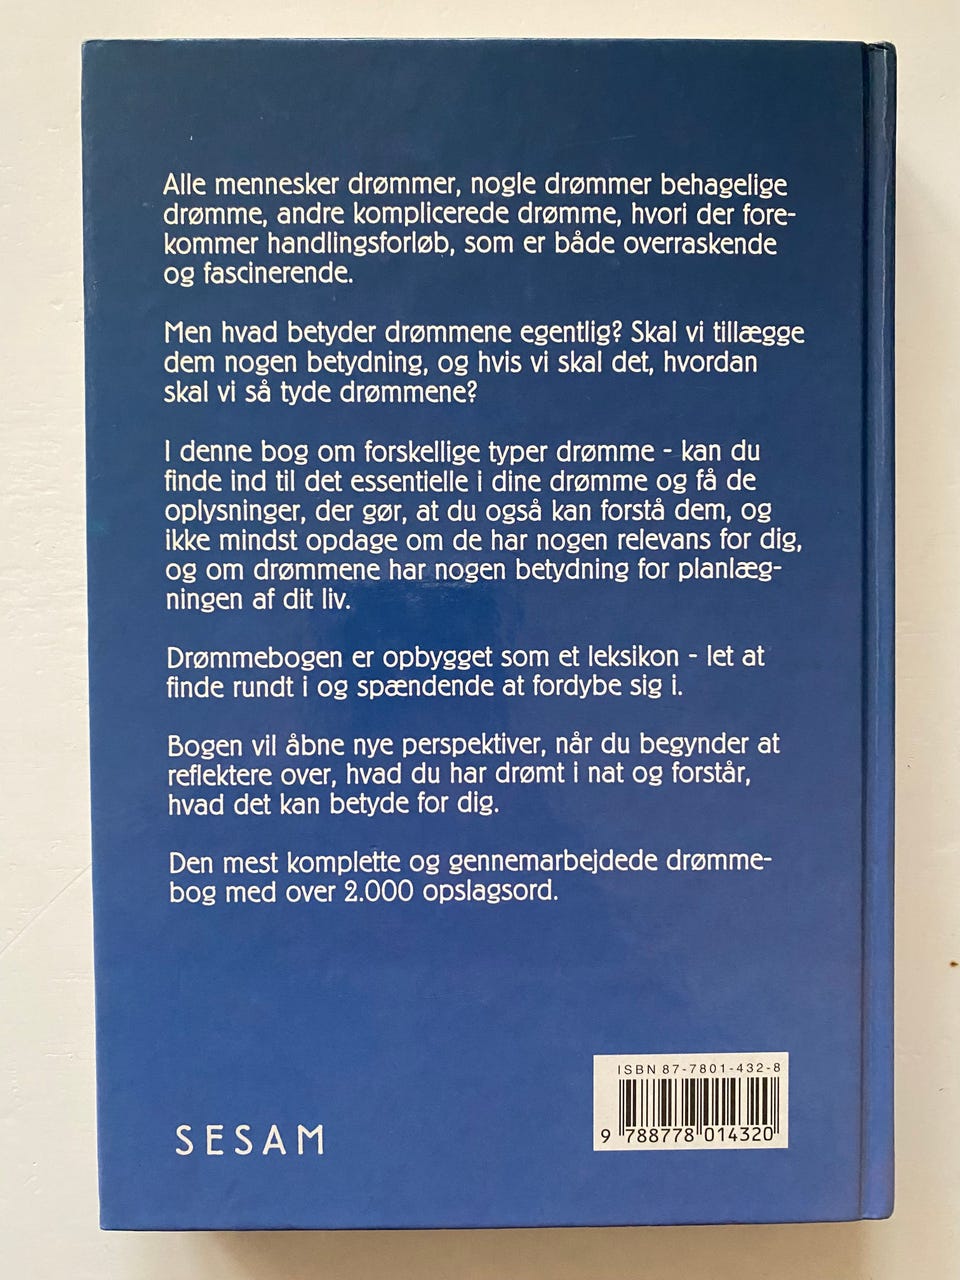 Alle mennesker drømmer, nogle drømmer behagelige
drømme, andre komplicerede drømme, hvori der fore-
kommer handlingsforløb, som er både overraskende
og fascinerende.
Men hvad betyder drømmene egentlig? Skal vi tillægge
dem nogen betydning, og hvis vi skal det, hvordan
skal vi så tyde drømmene?
I denne bog om forskellige typer drømme - kan du
finde ind til det essentielle i dine drømme og få de
oplysninger, der gør, at du også kan forstå dem, og
ikke mindst opdage om de har nogen relevans for dig,
og om drømmene har nogen betydning for planlæg-
ningen af dit liv.
Drømmebogen er opbygget som et leksikon - let at
finde rundt i og spændende at fordybe sig i.
Bogen vil åbne nye perspektiver, når du begynder at
reflektere over, hvad du har drømt i nat og forstår,
hvad det kan betyde for dig.
Den mest komplette og gennemarbejdede drømme-
bog med over 2.000 opslagsord.
ISBN 87-7801-432-8
9 788778 014320
SESAM